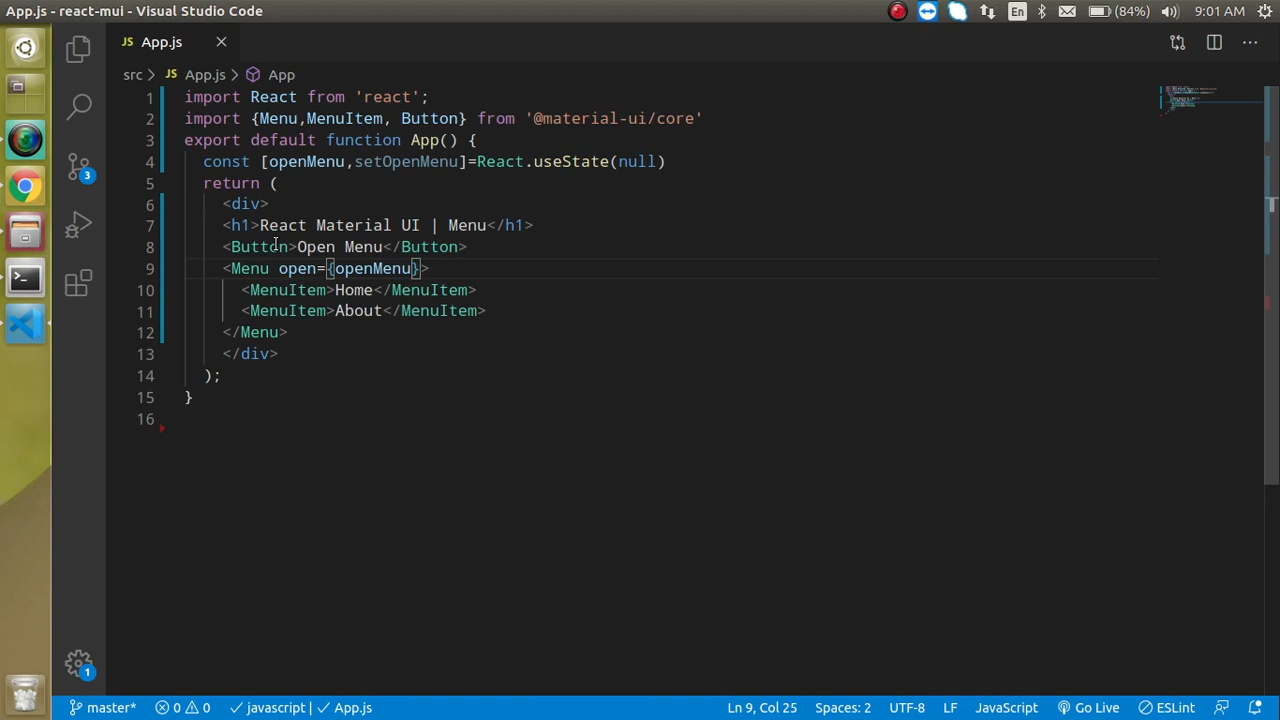 App.js - react-mui - Visual Studio Code
En
(84%)
9:01 AM
JS App.js
src > JS App.js > App
1 import React from 'react';
2 import {Menu,MenuItem, Button} from '@material-ui/core'
3 export default function App() {
4 const [openMenu,setOpenMenu]=React.useState(null)
5 return (
6 <div>
7 <h1>React Material UI | Menu</h1>
8 <Button>Open Menu</Button>
9 <Menu open={openMenu}>
10 <MenuItem>Home</MenuItem>
11 <MenuItem>About</MenuItem>
12 </Menu>
13 </div>
14 );
15 }
16
3
1
master* 0 0 javascript | App.js Ln 9, Col 25 Spaces: 2 UTF-8 LF JavaScript Go Live ESLint